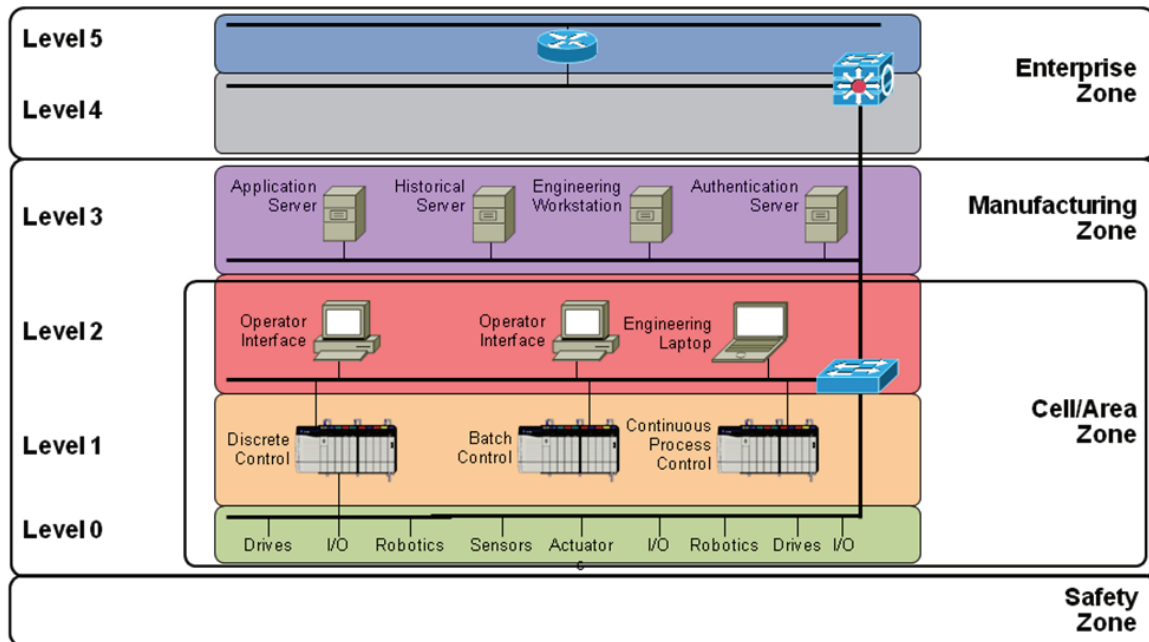 Level 5
Enterprise
Zone
Level 4
Application
Server
Historical
Server
Engineering
Workstation
Authentication
Server
Level 3
Manufacturing
Zone
Level 2
Operator
Interface
Operator
Interface
Engineering
Laptop
Cell/Area
Zone
Level 1
Discrete
Control
Batch
Control
Continuous
Process
Control
Level 0
Drives I/O Robotics Sensors Actuator I/O Robotics Drives I/O
s
Safety
Zone